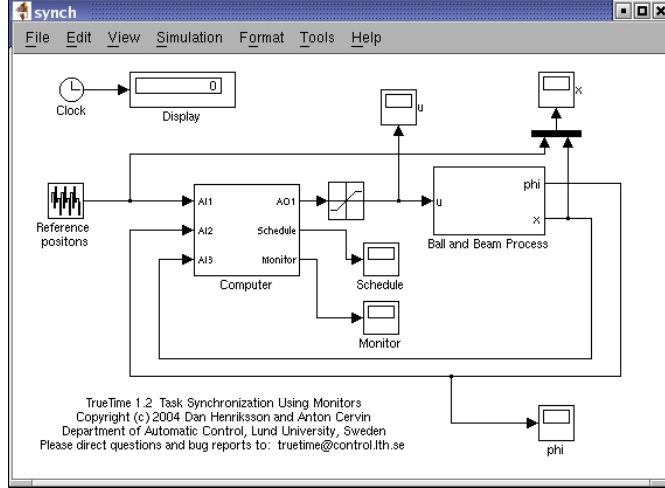 synch
File Edit View Simulation Format Tools Help
0
Clock
Display
u
x
Reference
positons
AI1
AI2
AI3
AO1
Schedule
Monitor
Computer
u
phi
x
Ball and Beam Process
Schedule
Monitor
TrueTime 1.2 Task Synchronization Using Monitors
Copyright (c) 2004 Dan Henriksson and Anton Cervin
Department of Automatic Control, Lund University, Sweden
Please direct questions and bug reports to: truetime@control.lth.se
phi